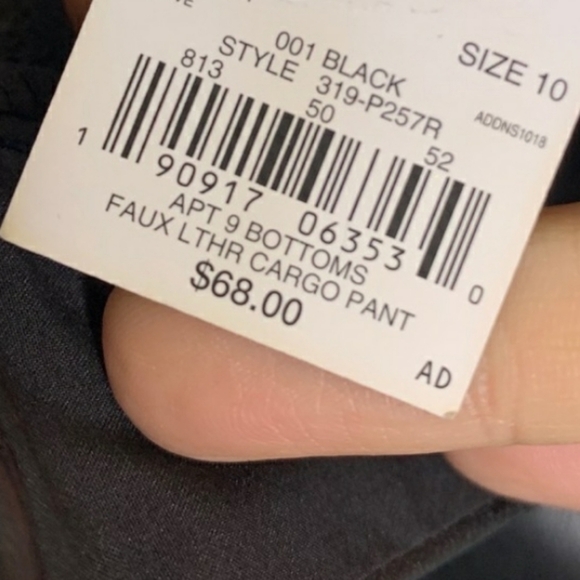 001 BLACK
SIZE 10
STYLE 319-P257R
ADDNS1018
813
50
52
1 90917 06353 0
APT 9 BOTTOMS
FAUX LTHR CARGO PANT
$68.00
AD